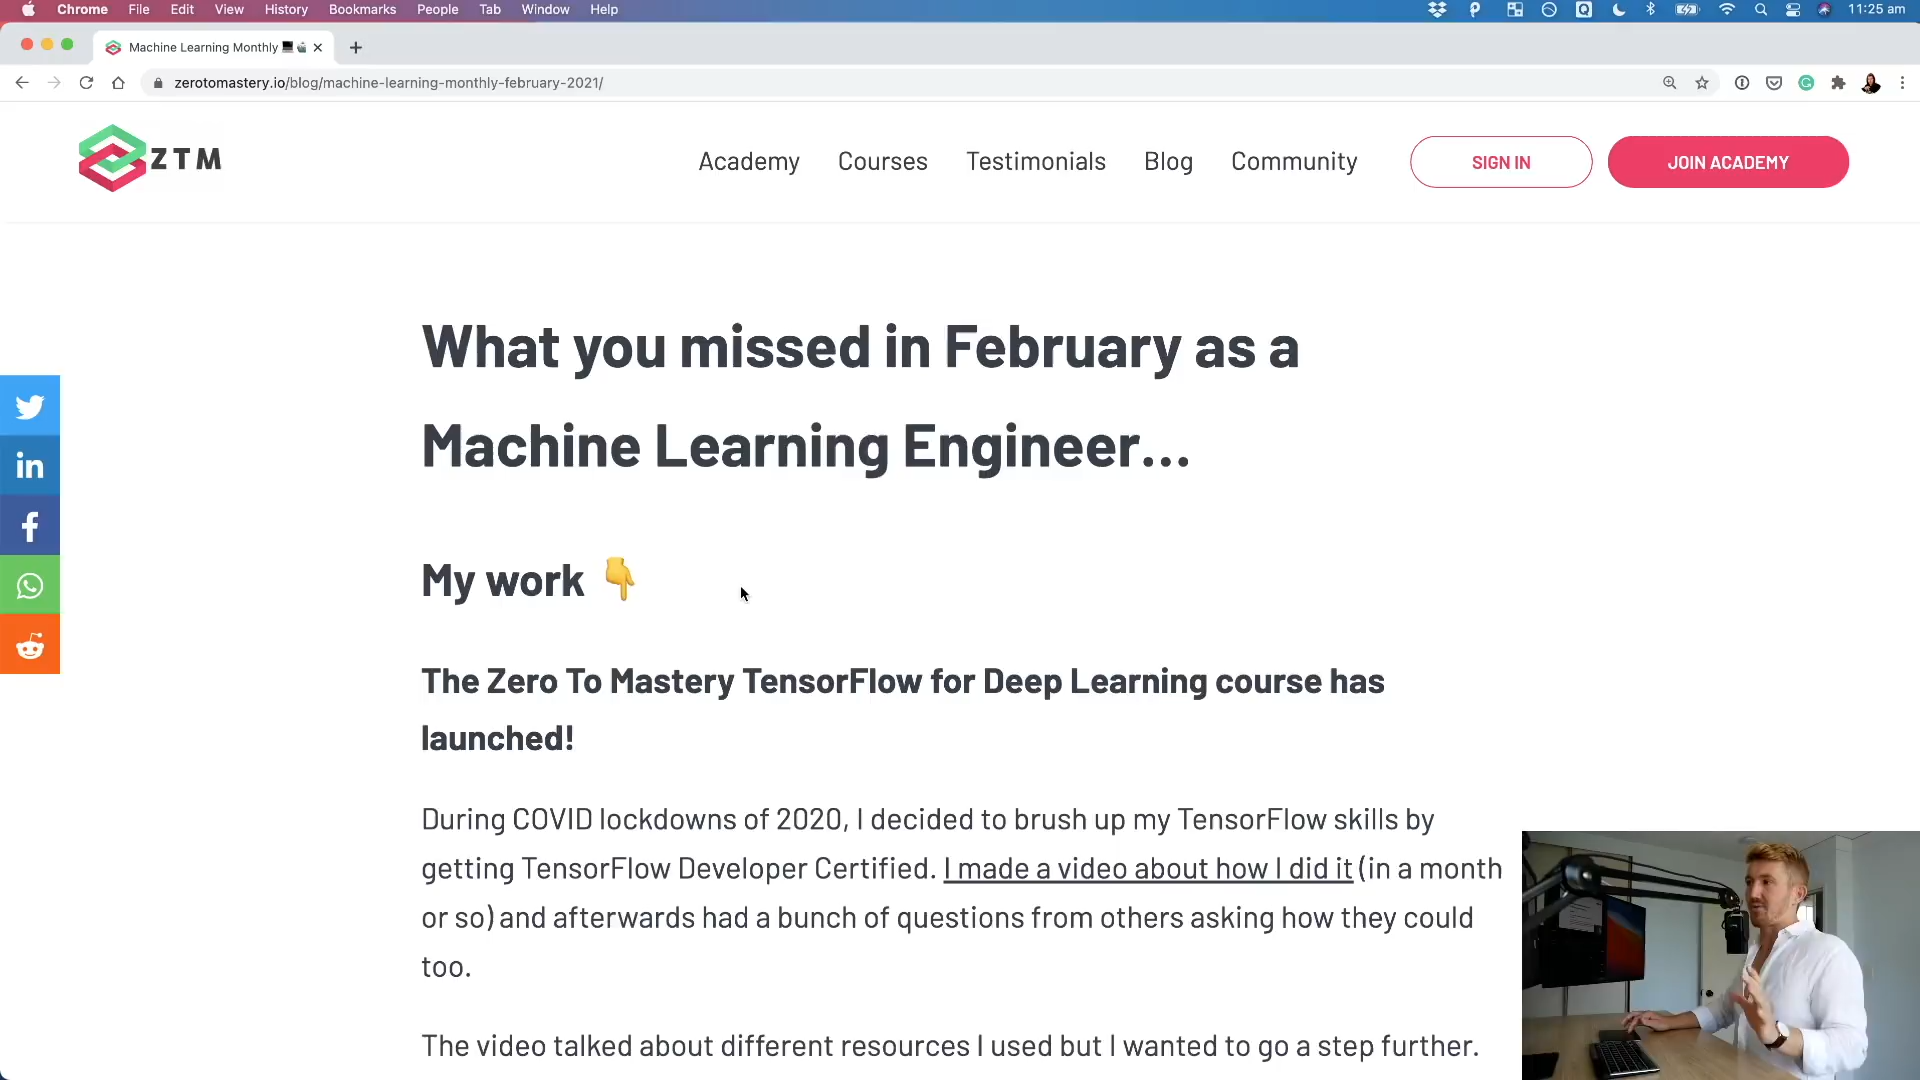 Chrome File Edit View History Bookmarks People Tab Window Help 11:25 am
Machine Learning Monthly
zerotomastery.io/blog/machine-learning-monthly-february-2021/
ZTM Academy Courses Testimonials Blog Community SIGN IN JOIN ACADEMY
What you missed in February as a
Machine Learning Engineer...
My work 👇
The Zero To Mastery TensorFlow for Deep Learning course has
launched!
During COVID lockdowns of 2020, I decided to brush up my TensorFlow skills by
getting TensorFlow Developer Certified. I made a video about how I did it (in a month
or so) and afterwards had a bunch of questions from others asking how they could
too.
The video talked about different resources I used but I wanted to go a step further.